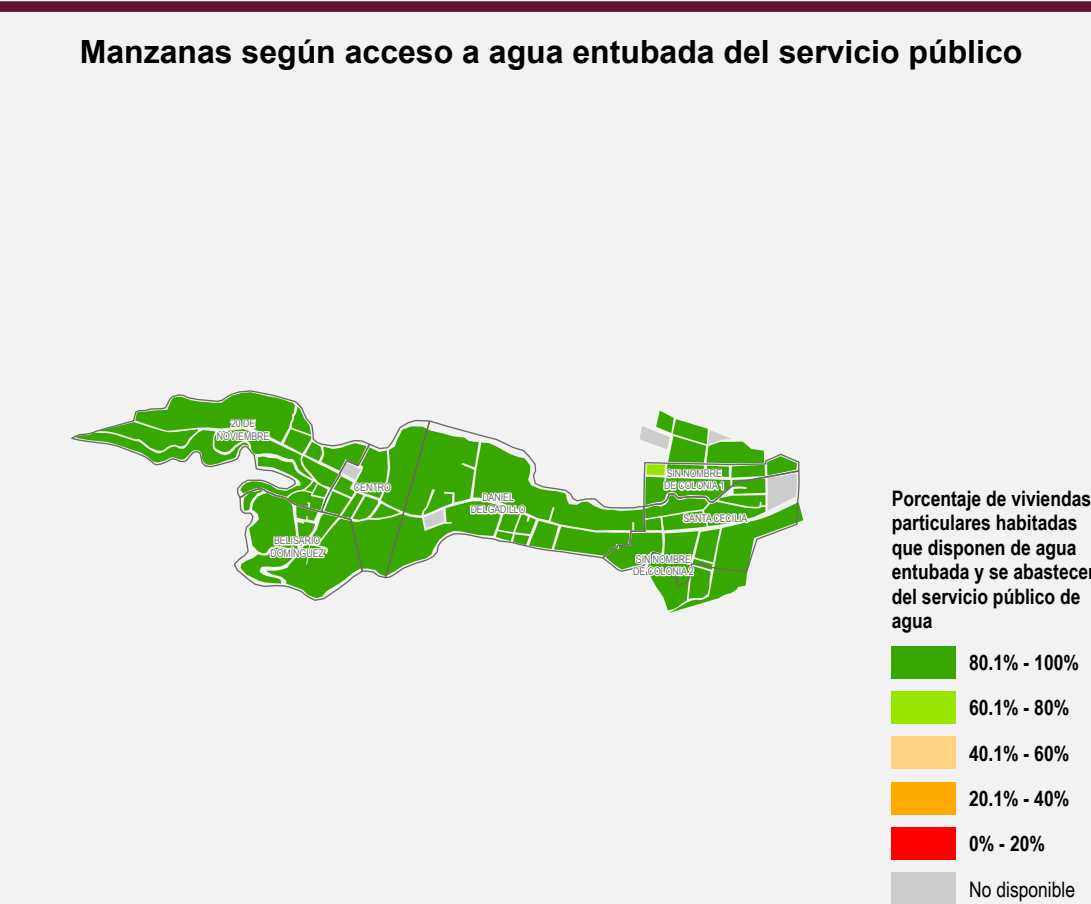 Manzanas según acceso a agua entubada del servicio público
20 DE
NOVIEMBRE
CENTRO
DANIEL
DELGADILLO
BELISARIO
DOMÍNGUEZ
SIN NOMBRE
DE COLONIA 1
SANTA CECILIA
SIN NOMBRE
DE COLONIA 2
Porcentaje de viviendas
particulares habitadas
que disponen de agua
entubada y se abastecen
del servicio público de
agua
80.1% - 100%
60.1% - 80%
40.1% - 60%
20.1% - 40%
0% - 20%
No disponible